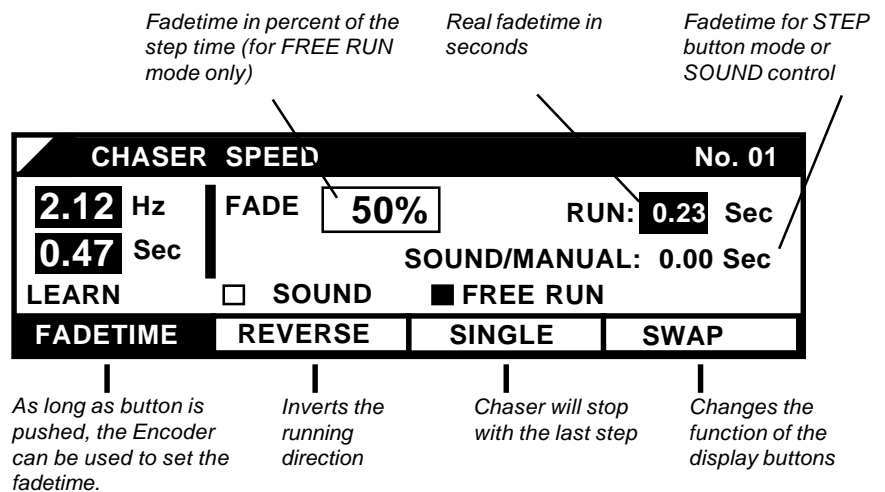 Fadetime in percent of the
step time (for FREE RUN
mode only)
Real fadetime in
seconds
Fadetime for STEP
button mode or
SOUND control
CHASER SPEED No. 01
2.12 Hz FADE 50% RUN: 0.23 Sec
0.47 Sec SOUND/MANUAL: 0.00 Sec
LEARN SOUND FREE RUN
FADETIME REVERSE SINGLE SWAP
As long as button is
pushed, the Encoder
can be used to set the
fadetime.
Inverts the
running
direction
Chaser will stop
with the last step
Changes the
function of the
display buttons